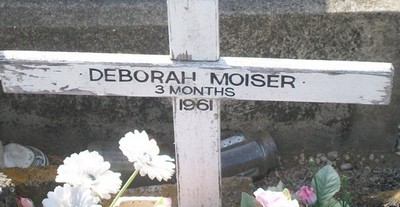 · DEBORAH MOISER ·
3 MONTHS
1961